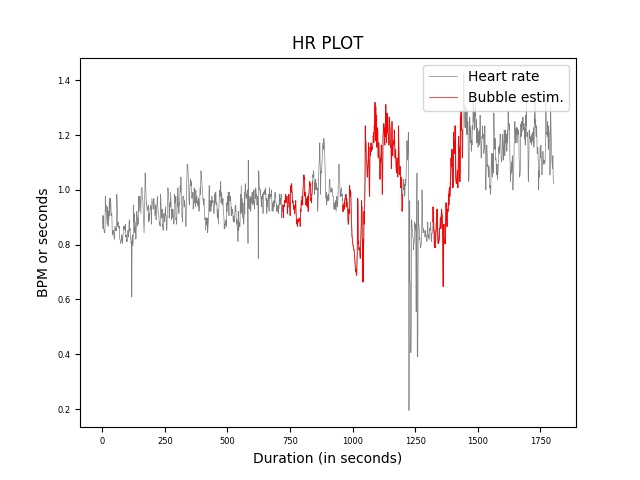 HR PLOT
Heart rate
Bubble estim.
BPM or seconds
1.4
1.2
1.0
0.8
0.6
0.4
0.2
0 250 500 750 1000 1250 1500 1750
Duration (in seconds)